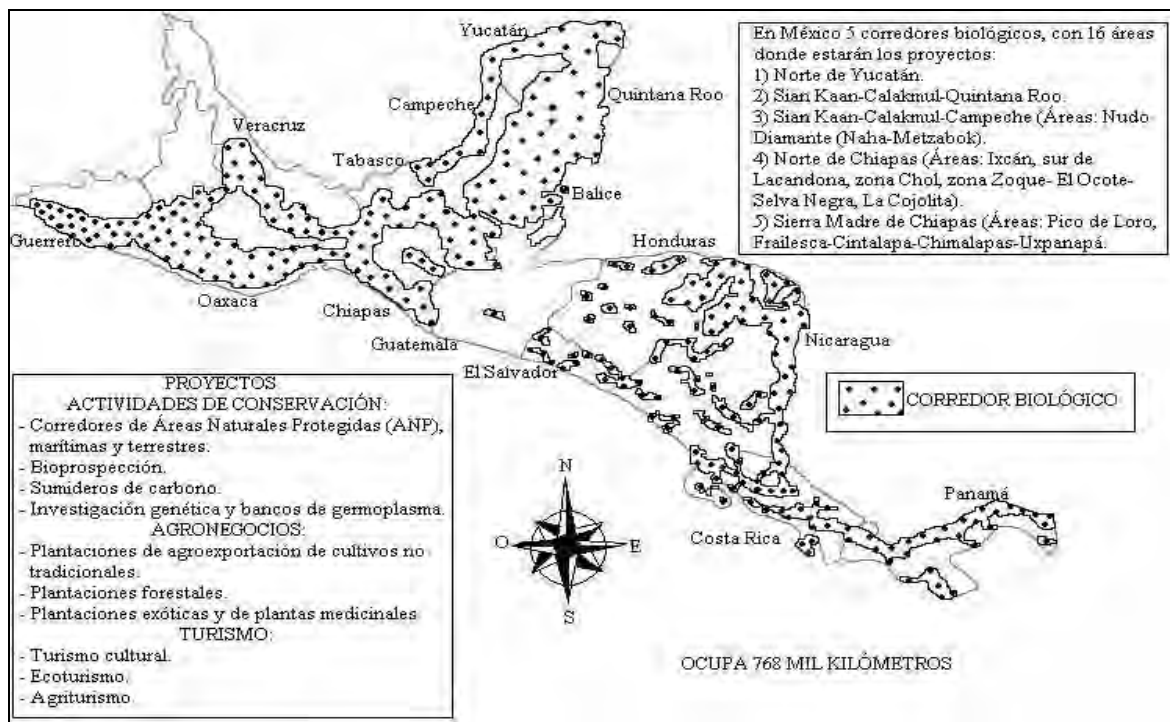 Yucatán
Campeche
Quintana Roo
Veracruz
Tabasco
Balice
Guerrero
Oaxaca
Chiapas
Guatemala
Honduras
El Salvador
Nicaragua
Costa Rica
Panamá
En México 5 corredores biológicos, con 16 áreas
donde estarán los proyectos:
1) Norte de Yucatán.
2) Sian Kaan-Calakmul-Quintana Roo.
3) Sian Kaan-Calakmul-Campeche (Áreas: Nudo
Diamante (Naha-Metzabok).
4) Norte de Chiapas (Áreas: Ixcán, sur de
Lacandona, zona Chol, zona Zoque- El Ocote-
Selva Negra, La Cojolita).
5) Sierra Madre de Chiapas (Áreas: Pico de Loro,
Frailesca-Cintalapa-Chimalapas-Uxpanapá.
CORREDOR BIOLÓGICO
PROYECTOS
ACTIVIDADES DE CONSERVACIÓN:
- Corredores de Áreas Naturales Protegidas (ANP),
marítimas y terrestres.
- Bioprospección.
- Sumideros de carbono.
- Investigación genética y bancos de germoplasma.
AGRONEGOCIOS:
- Plantaciones de agroexportación de cultivos no
tradicionales.
- Plantaciones forestales.
- Plantaciones exóticas y de plantas medicinales
TURISMO:
- Turismo cultural.
- Ecoturismo.
- Agriturismo.
N
O
E
S
OCUPA 768 MIL KILÓMETROS